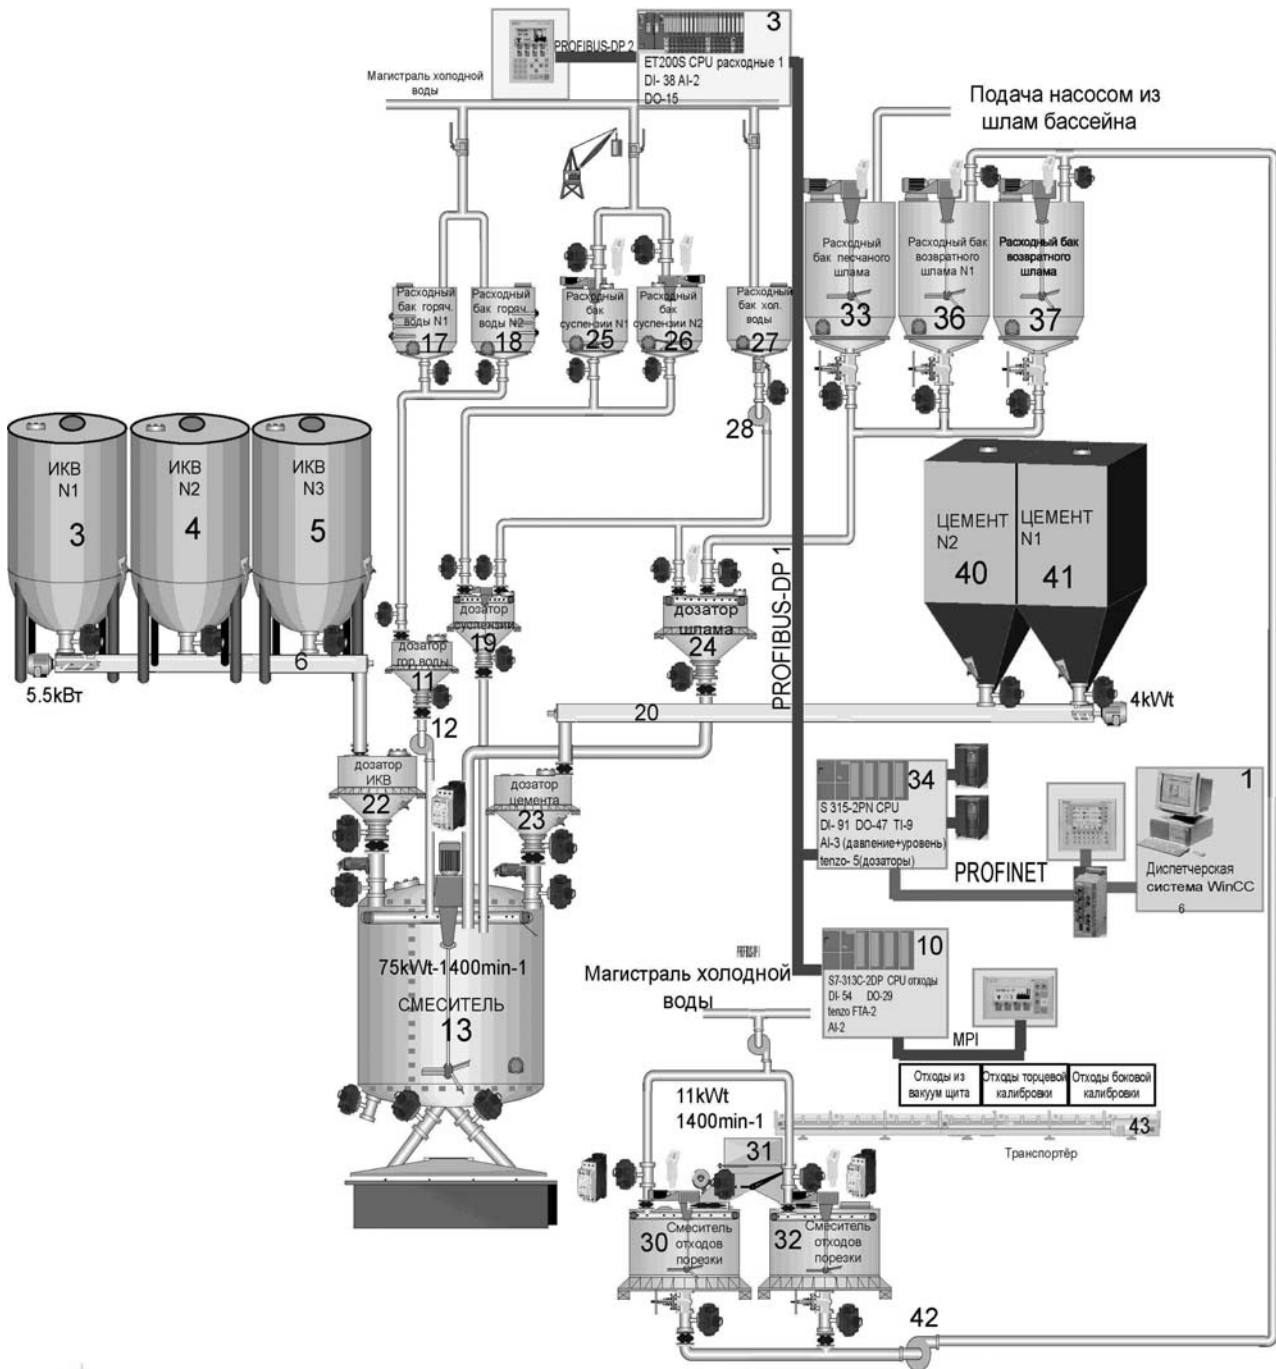 3
PROFIBUS-DP 2
ET200S CPU расходные 1
DI- 38 AI-2
DO-15
Магистраль холодной
воды
Подача насосом из
шлам бассейна
Расходный
бак горяч.
воды N1
17
Расходный
бак горяч.
воды N2
18
Расходный
бак
суспензии N1
25
Расходный
бак
суспензии N2
26
Расходный
бак хол.
воды
27
28
Расходный
бак песчаного
шлама
33
Расходный бак
возвратного
шлама N1
36
Расходный бак
возвратного
шлама
37
ИКВ
N1
3
ИКВ
N2
4
ИКВ
N3
5
6
5.5кВт
ЦЕМЕНТ
N2
40
ЦЕМЕНТ
N1
41
PROFIBUS-DP 1
дозатор
суспензии
19
дозатор
шлама
24
дозатор
гор.воды
11
12
20
4kWt
дозатор
ИКВ
22
дозатор
цемента
23
34
S 315-2PN CPU
DI- 91 DO-47 TI-9
AI-3 (давление+уровень)
tenzo- 5(дозаторы)
PROFINET
1
Диспетчерская
система WinCC
6
75kWt-1400min-1
СМЕСИТЕЛЬ
13
Магистраль холодной
воды
10
S7-313C-2DP CPU отходы
DI- 54 DO-29
tenzo FTA-2
AI-2
MPI
Отходы из
вакуум щита
Отходы торцевой
калибровки
Отходы боковой
калибровки
11kWt
1400min-1
43
Транспортёр
31
30
Смеситель
отходов
порезки
32
Смеситель
отходов
порезки
42